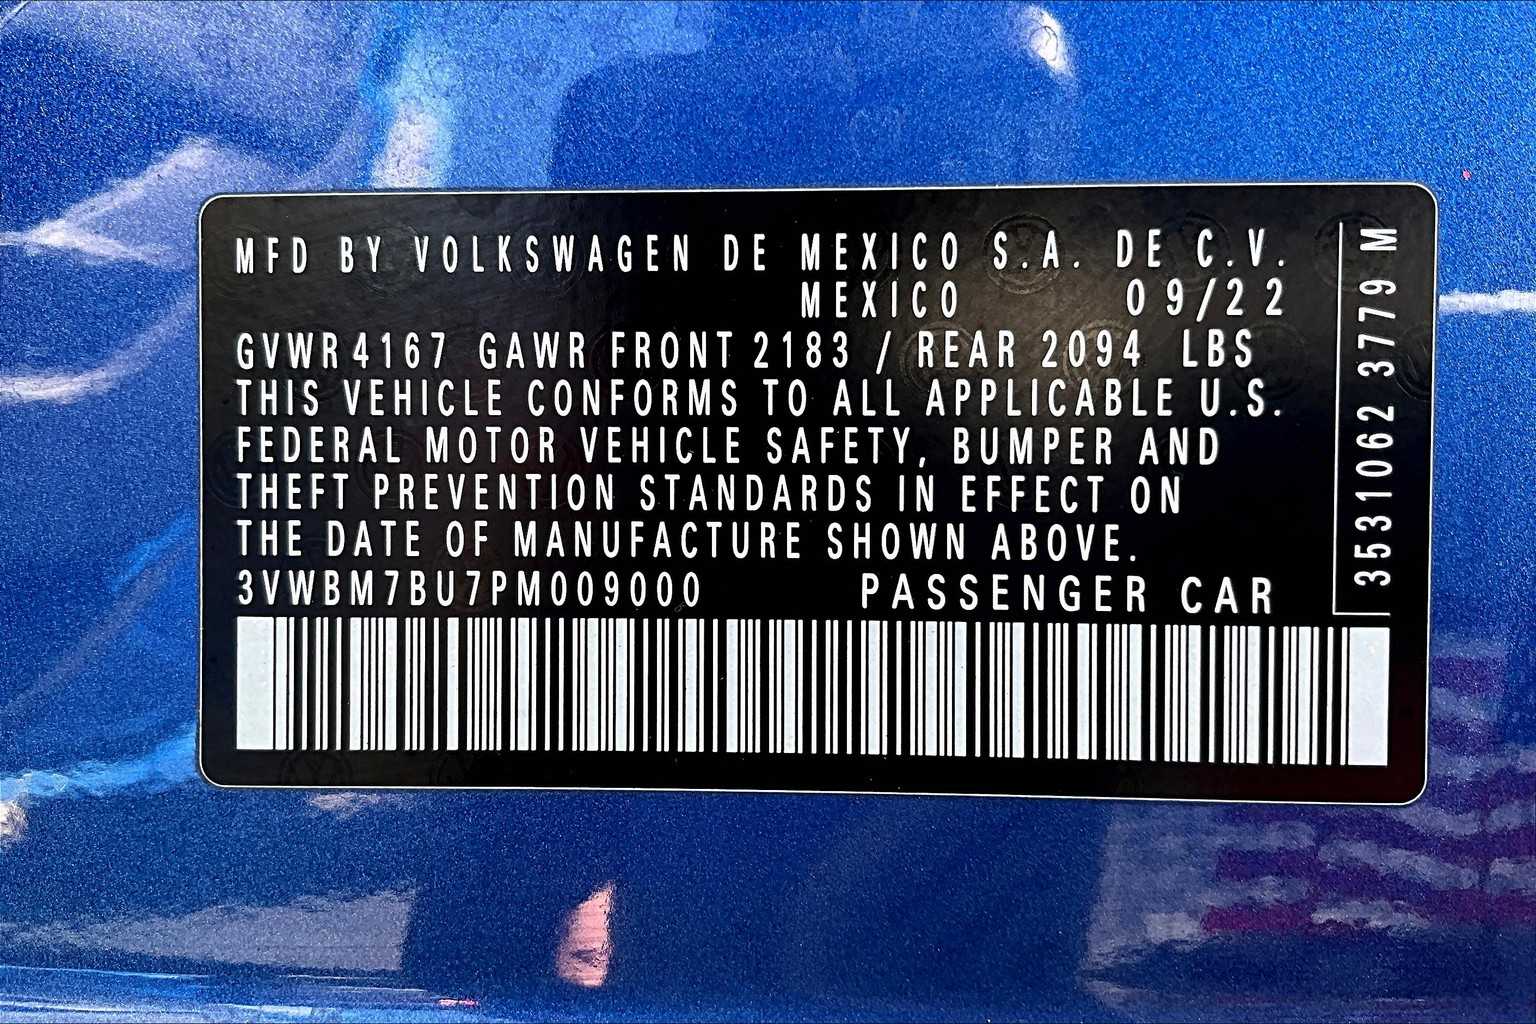 MFD BY VOLKSWAGEN DE MEXICO S.A. DE C.V.
MEXICO 09/22
GVWR 4167 GAWR FRONT 2183 / REAR 2094 LBS
THIS VEHICLE CONFORMS TO ALL APPLICABLE U.S.
FEDERAL MOTOR VEHICLE SAFETY, BUMPER AND
THEFT PREVENTION STANDARDS IN EFFECT ON
THE DATE OF MANUFACTURE SHOWN ABOVE.
3VWBM7BU7PM009000 PASSENGER CAR
3531062 3779 M